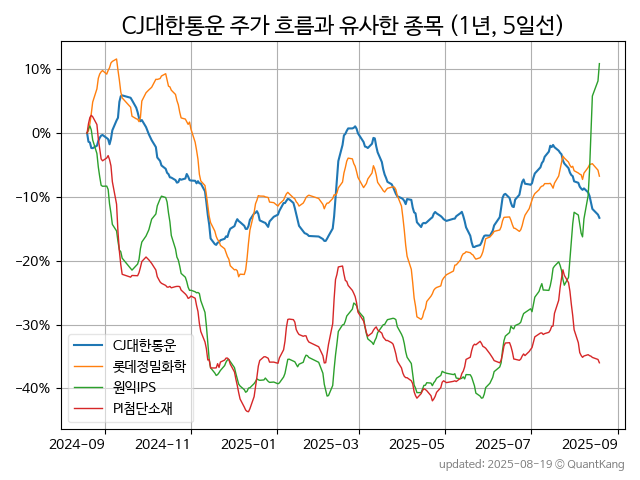 CJ대한통운 주가 흐름과 유사한 종목 (1년, 5일선)
10%
0%
−10%
−20%
−30%
−40%
CJ대한통운
롯데정밀화학
원익IPS
PI첨단소재
2024−09
2024−11
2025−01
2025−03
2025−05
2025−07
2025−09
updated: 2025-08-19 © QuantKang